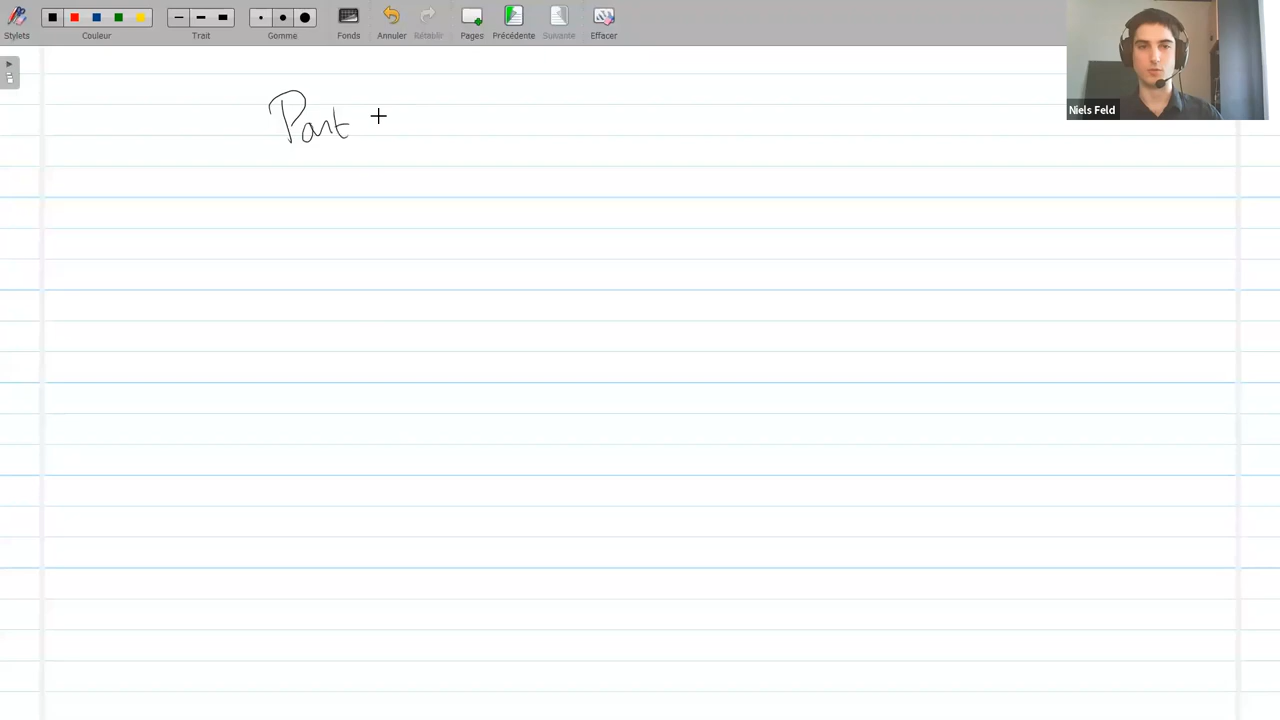 Stylets Couleur Trait Gomme Fonds Annuler Rétablir Pages Précédente Suivante Effacer
Niels Feld
Part